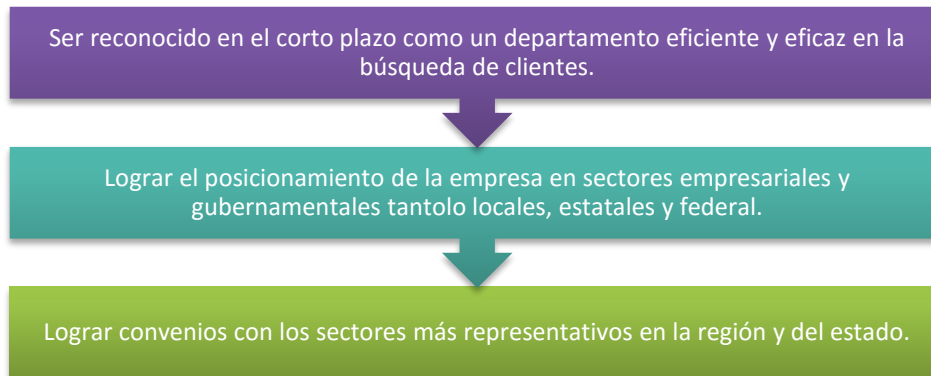 Ser reconocido en el corto plazo como un departamento eficiente y eficaz en la
búsqueda de clientes.
Lograr el posicionamiento de la empresa en sectores empresariales y
gubernamentales tantolo locales, estatales y federal.
Lograr convenios con los sectores más representativos en la región y del estado.